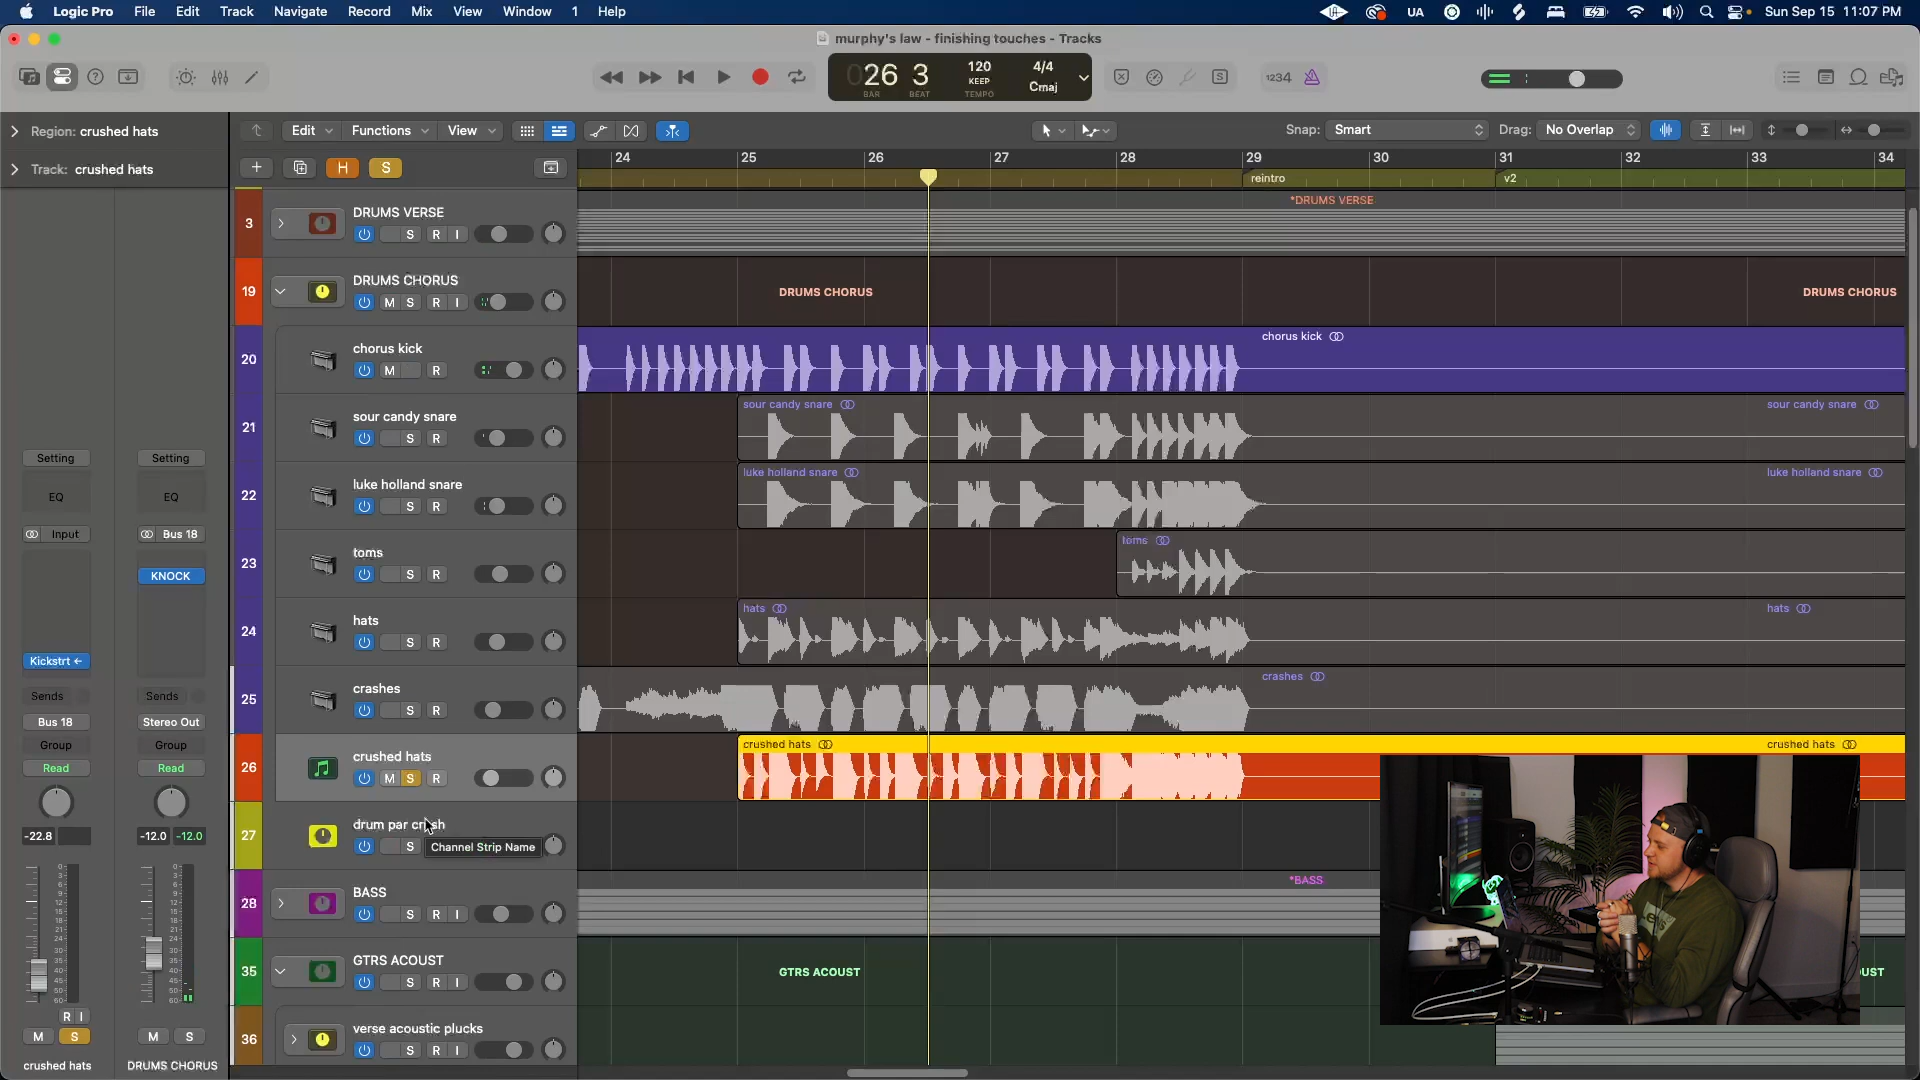 Logic Pro File Edit Track Navigate Record Mix View Window 1 Help
UA Sun Sep 15 11:07 PM
murphy's law - finishing touches - Tracks
26 3 120 KEEP 4/4 Cmaj
BAR BEAT TEMPO
1234
Region: crushed hats
Track: crushed hats
Edit Functions View
Snap: Smart Drag: No Overlap
H S
24 25 26 27 28 29 30 31 32 33 34
reintro v2
3 DRUMS VERSE
S R I
*DRUMS VERSE
19 DRUMS CHORUS
M S R I
DRUMS CHORUS DRUMS CHORUS
20 chorus kick
M R
chorus kick
21 sour candy snare
S R
sour candy snare sour candy snare
22 luke holland snare
S R
luke holland snare luke holland snare
23 toms
S R
toms
24 hats
S R
hats hats
25 crashes
S R
crashes
26 crushed hats
M S R
crushed hats crushed hats
27 drum par
S
Channel Strip Name
28 BASS
S R I
*BASS
35 GTRS ACOUST
S R I
GTRS ACOUST UST
36 verse acoustic plucks
S R I
Setting Setting
EQ EQ
Input Bus 18
KNOCK
Kickstrt
Sends Sends
Bus 18 Stereo Out
Group Group
Read Read
-22.8 -12.0 -12.0
R I
M S M S
crushed hats DRUMS CHORUS